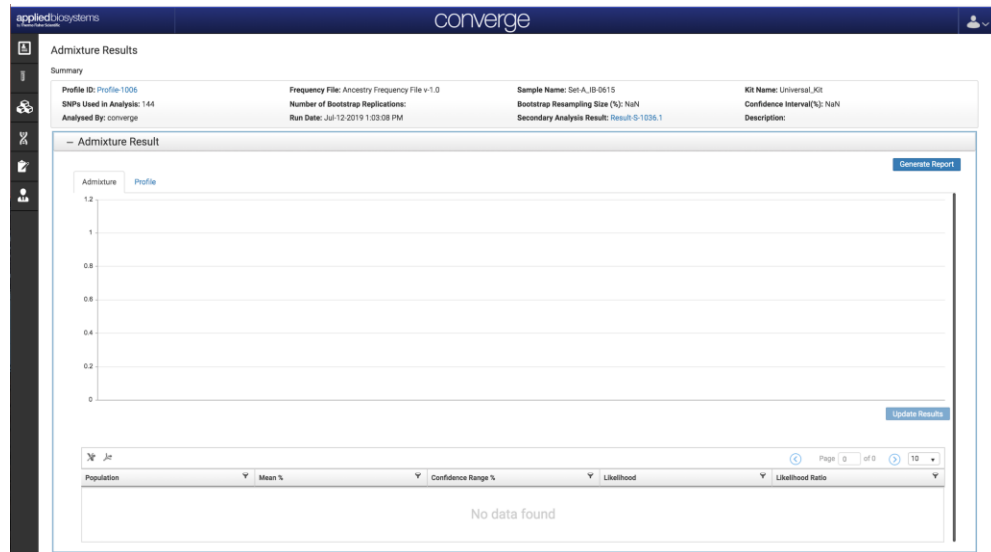 appliedbiosystems
by Thermo Fisher Scientific
converge
Admixture Results
Summary
Profile ID: Profile-1006 Frequency File: Ancestry Frequency File v-1.0 Sample Name: Set-A_IB-0615 Kit Name: Universal_Kit
SNPs Used in Analysis: 144 Number of Bootstrap Replications: Bootstrap Resampling Size (%): NaN Confidence Interval(%): NaN
Analysed By: converge Run Date: Jul-12-2019 1:03:08 PM Secondary Analysis Result: Result-S-1036.1 Description:
– Admixture Result
Generate Report
Admixture Profile
1.2
1
0.8
0.6
0.4
0.2
0
Update Results
Page 0 of 0 10
Population Mean % Confidence Range % Likelihood Likelihood Ratio
No data found